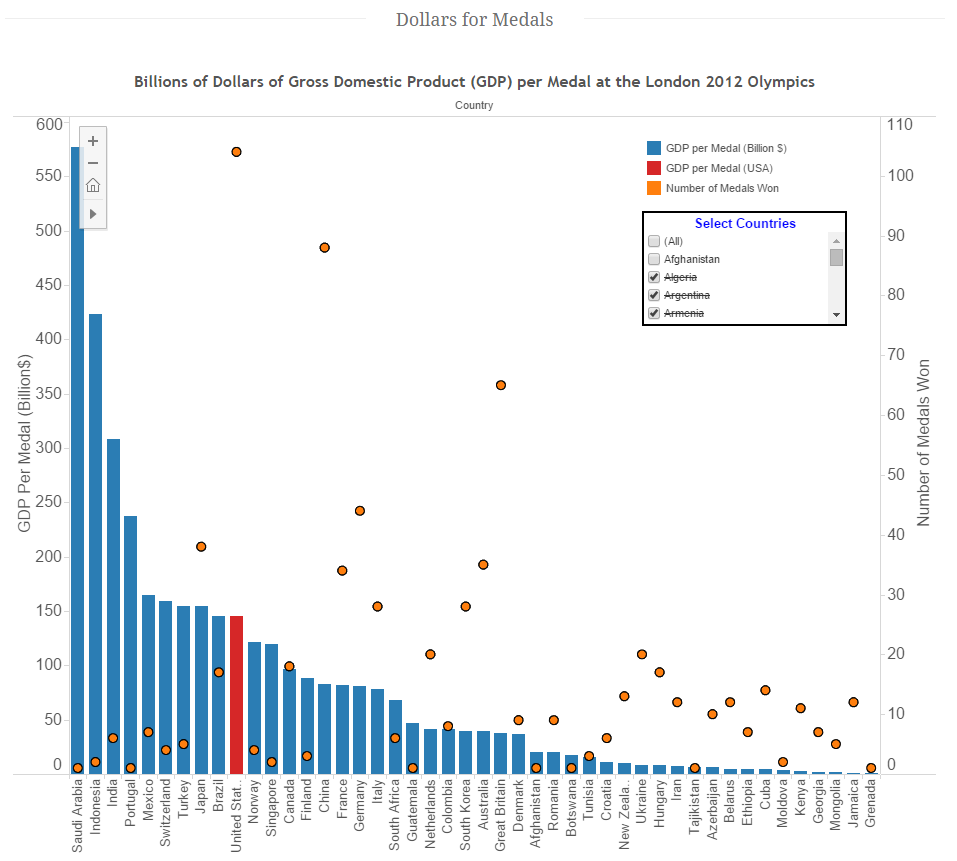 Dollars for Medals
Billions of Dollars of Gross Domestic Product (GDP) per Medal at the London 2012 Olympics
Country
600
550
500
450
400
350
300
250
200
150
100
50
0
GDP Per Medal (Billion$)
GDP per Medal (Billion $)
GDP per Medal (USA)
Number of Medals Won
Select Countries
(All)
Afghanistan
Algeria
Argentina
Armenia
110
100
90
80
70
60
50
40
30
20
10
0
Number of Medals Won
Saudi Arabia
Indonesia
India
Portugal
Mexico
Switzerland
Turkey
Japan
Brazil
United Stat..
Norway
Singapore
Canada
Finland
China
France
Germany
Italy
South Africa
Guatemala
Netherlands
Colombia
South Korea
Australia
Great Britain
Denmark
Afghanistan
Romania
Botswana
Tunisia
Croatia
New Zeala..
Ukraine
Hungary
Iran
Tajikistan
Azerbaijan
Belarus
Ethiopia
Cuba
Moldova
Kenya
Georgia
Mongolia
Jamaica
Grenada